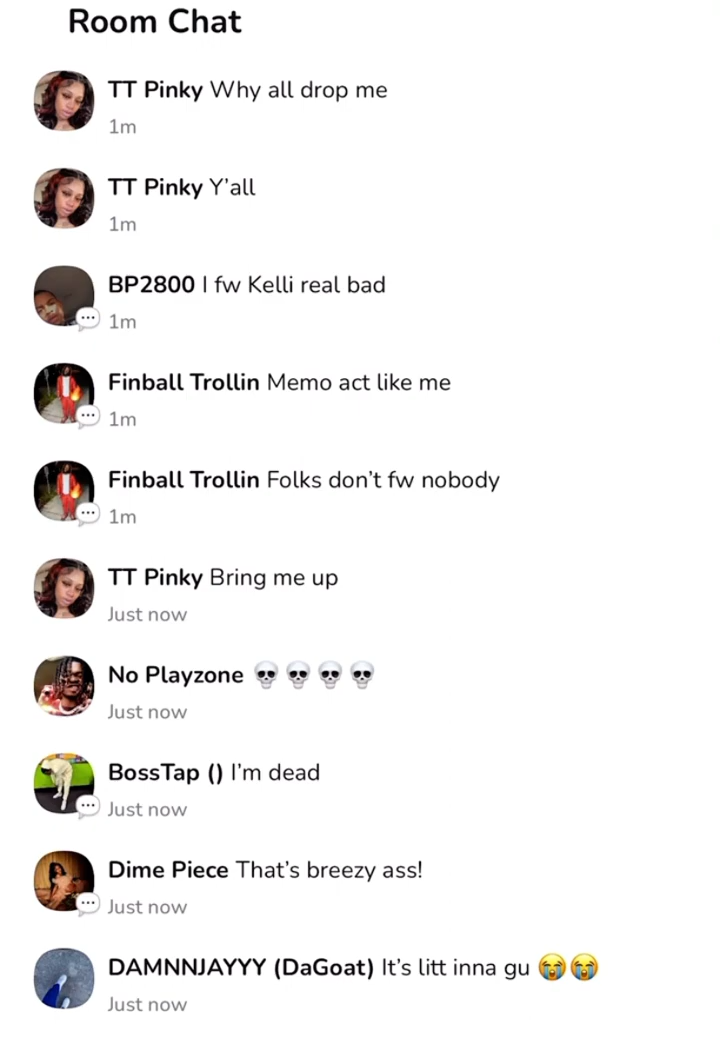 Room Chat
TT Pinky Why all drop me
1m
TT Pinky Y’all
1m
BP2800 I fw Kelli real bad
1m
Finball Trollin Memo act like me
1m
Finball Trollin Folks don’t fw nobody
1m
TT Pinky Bring me up
Just now
No Playzone 💀💀💀💀
Just now
BossTap () I’m dead
Just now
Dime Piece That’s breezy ass!
Just now
DAMNNJAYYY (DaGoat) It’s litt inna gu 😭😭
Just now